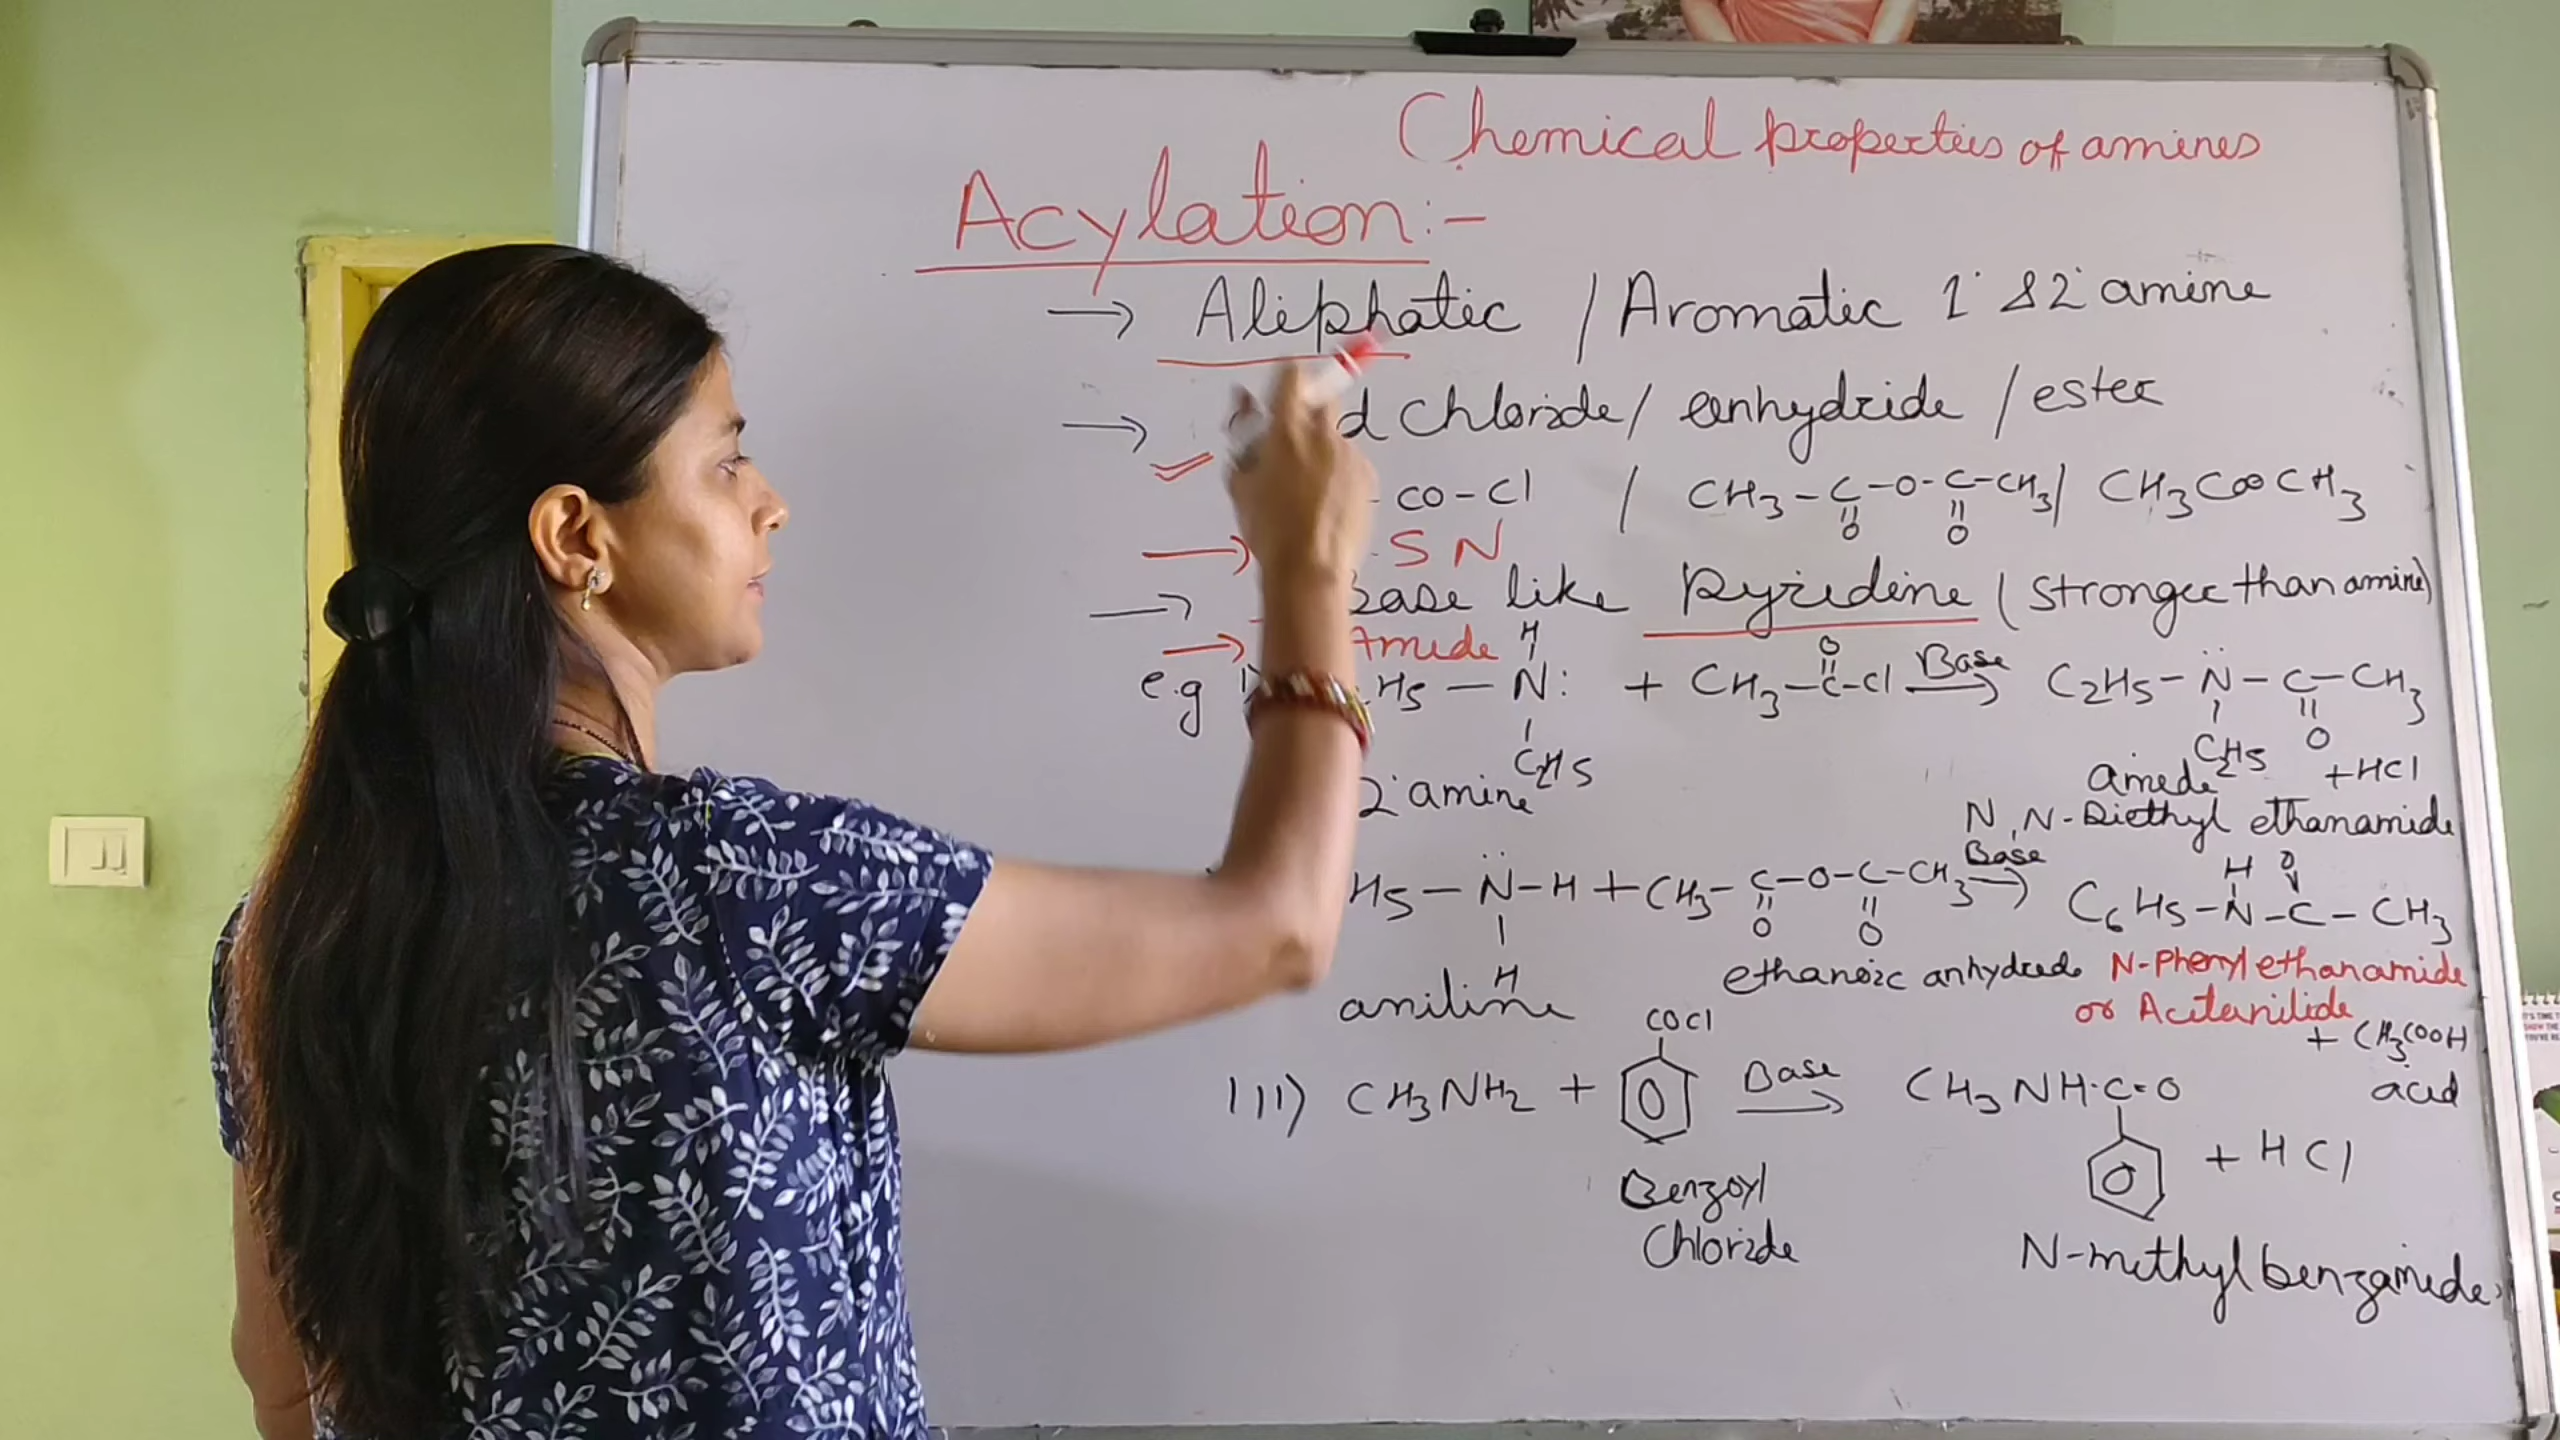 Chemical properties of amines
Acylation:-
→ Aliphatic / Aromatic 1° & 2° amine
→ d Chloride / anhydride / ester
- CO - Cl / CH3-C-O-C-CH3 / CH3COOCH3
O O
→ SN
→ Base like Pyridine (stronger than amine)
→ Amide
H O
e.g H5 — N: + CH3-C-Cl Base → C2H5-N-C-CH3
C2H5 C2H5 O
2° amine amide +HCl
N,N-Diethyl ethanamide
Base H O
H5 — N-H + CH3-C-O-C-CH3 → C6H5-N-C-CH3
H O O
aniline ethanoic anhydride N-Phenyl ethanamide
or Acetanilide
+ CH3COOH
acid
COCl
III) CH3NH2 + Base → CH3NH-C=O
+ HCl
Benzoyl
Chloride
N-methyl benzamide